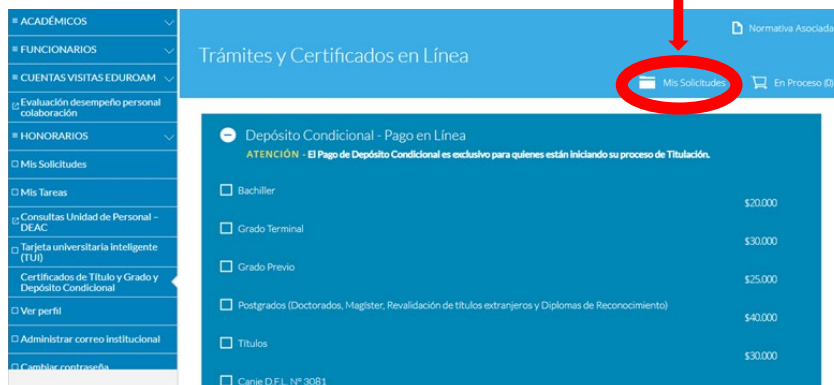 ACADÉMICOS
FUNCIONARIOS
CUENTAS VISITAS EDUROAM
Evaluación desempeño personal
colaboración
HONORARIOS
Mis Solicitudes
Mis Tareas
Consultas Unidad de Personal –
DEAC
Tarjeta universitaria inteligente
(TUI)
Certificados de Título y Grado y
Depósito Condicional
Ver perfil
Administrar correo institucional
Cambiar contraseña
Normativa Asociada
Trámites y Certificados en Línea
Mis Solicitudes
En Proceso (0)
Depósito Condicional - Pago en Línea
ATENCIÓN - El Pago de Depósito Condicional es exclusivo para quienes están iniciando su proceso de Titulación.
Bachiller
$20.000
Grado Terminal
$30.000
Grado Previo
$25.000
Postgrados (Doctorados, Magíster, Revalidación de títulos extranjeros y Diplomas de Reconocimiento)
$40.000
Títulos
$30.000
Canje D.F.L. Nº 3081